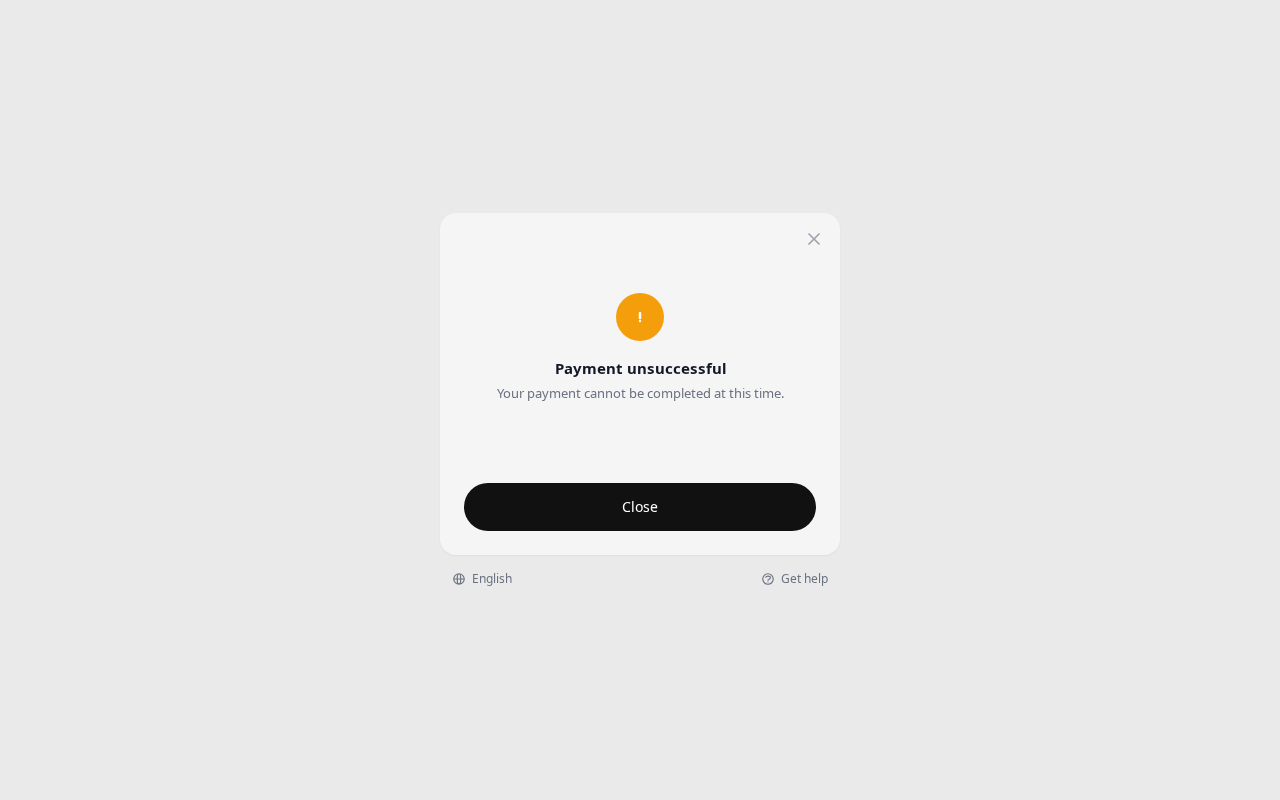 !
Payment unsuccessful
Your payment cannot be completed at this time.
Close
English
Get help